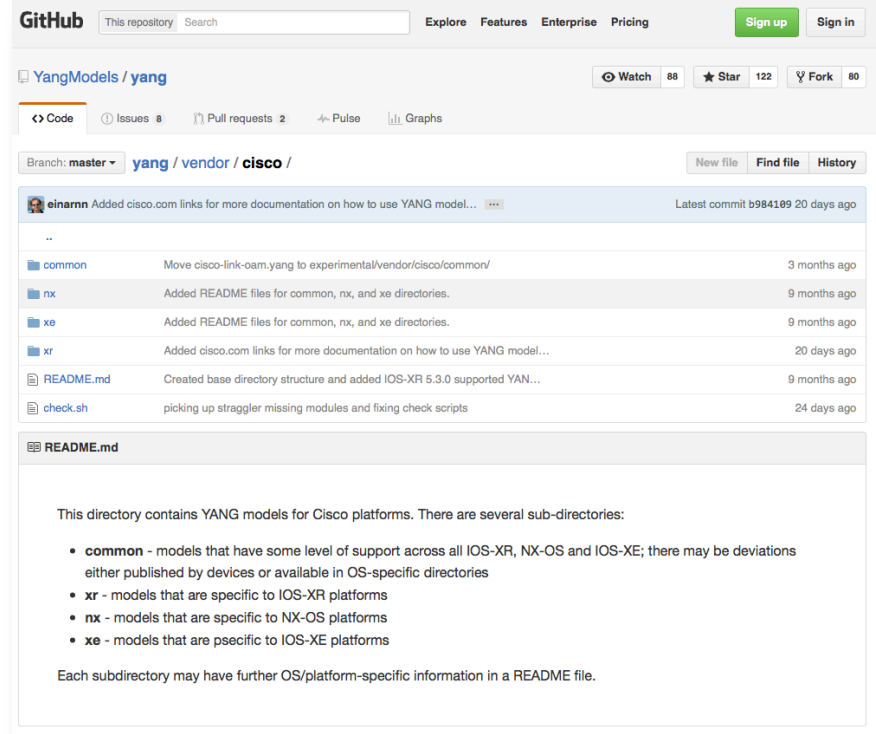 GitHub This repository Search Explore Features Enterprise Pricing Sign up Sign in
YangModels / yang Watch 88 Star 122 Fork 80
Code Issues 8 Pull requests 2 Pulse Graphs
Branch: master yang / vendor / cisco / New file Find file History
einarnn Added cisco.com links for more documentation on how to use YANG model… ... Latest commit b984109 20 days ago
..
common Move cisco-link-oam.yang to experimental/vendor/cisco/common/ 3 months ago
nx Added README files for common, nx, and xe directories. 9 months ago
xe Added README files for common, nx, and xe directories. 9 months ago
xr Added cisco.com links for more documentation on how to use YANG model… 20 days ago
README.md Created base directory structure and added IOS-XR 5.3.0 supported YAN… 9 months ago
check.sh picking up straggler missing modules and fixing check scripts 24 days ago
README.md
This directory contains YANG models for Cisco platforms. There are several sub-directories:
• common - models that have some level of support across all IOS-XR, NX-OS and IOS-XE; there may be deviations
either published by devices or available in OS-specific directories
• xr - models that are specific to IOS-XR platforms
• nx - models that are specific to NX-OS platforms
• xe - models that are psecific to IOS-XE platforms
Each subdirectory may have further OS/platform-specific information in a README file.